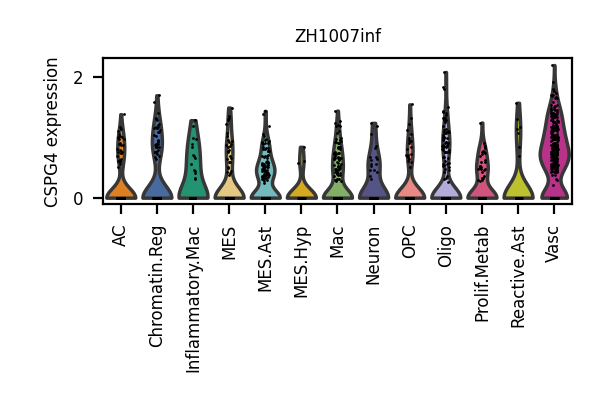 ZH1007inf
CSPG4 expression
2
0
AC
Chromatin.Reg
Inflammatory.Mac
MES
MES.Ast
MES.Hyp
Mac
Neuron
OPC
Oligo
Prolif.Metab
Reactive.Ast
Vasc